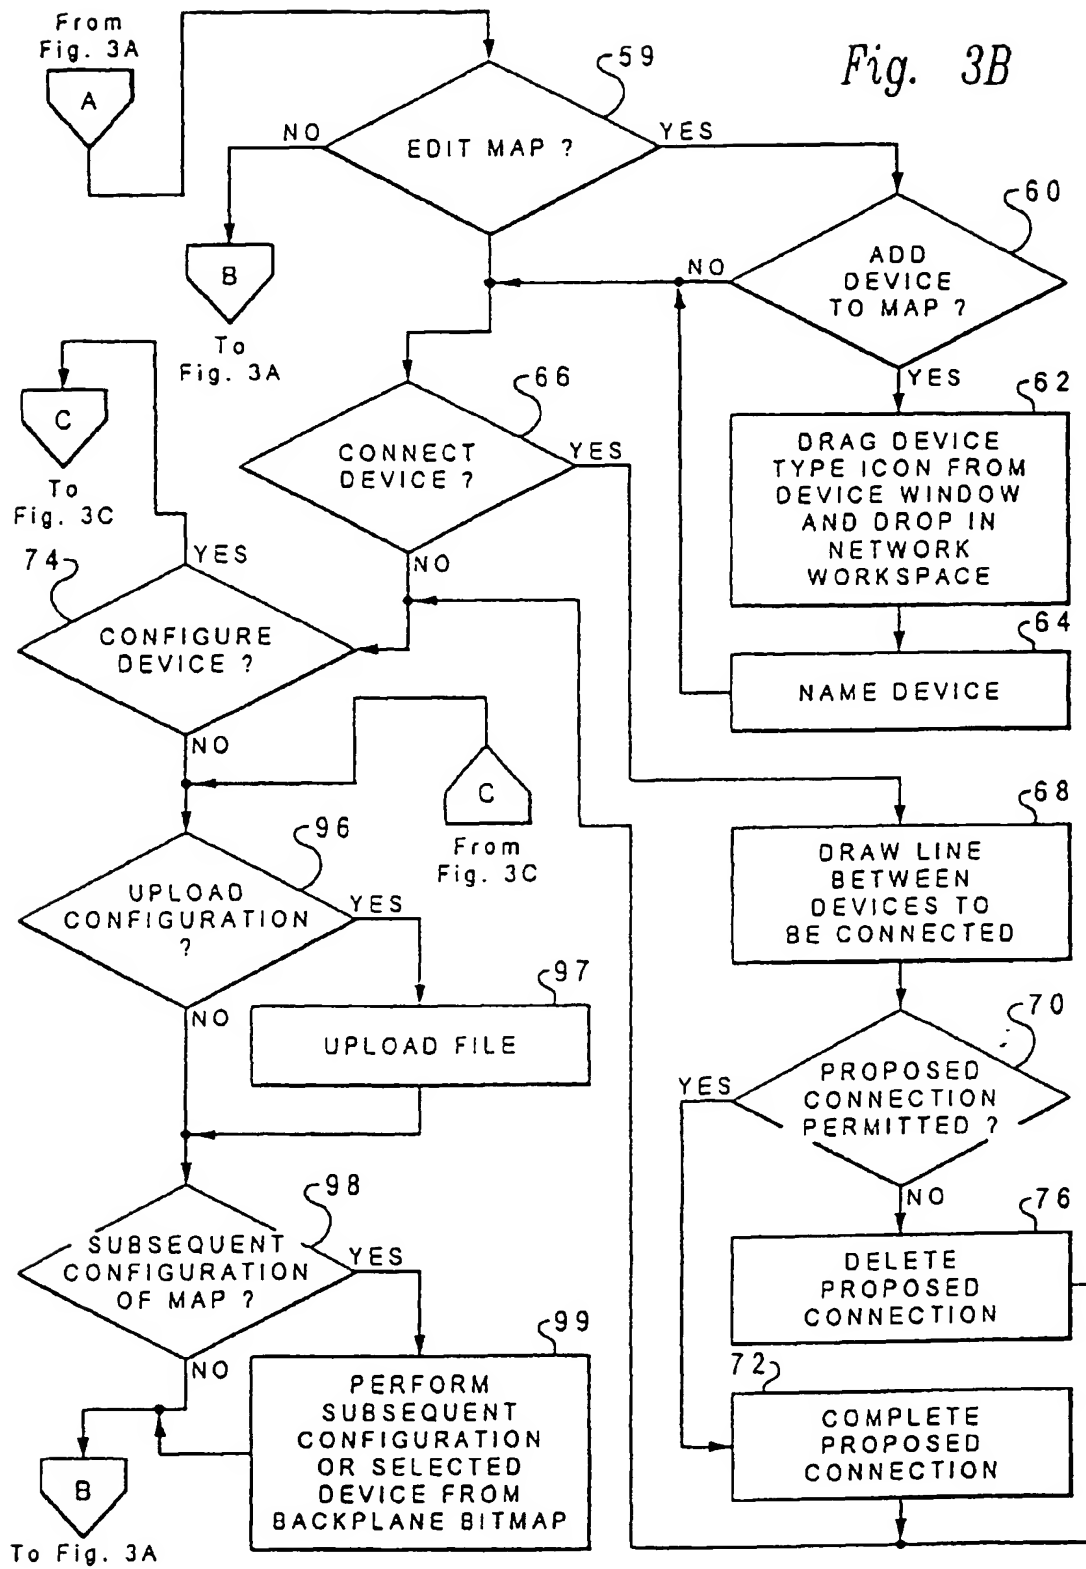 From
Fig. 3A
A
Fig. 3B
59
EDIT MAP ?
NO
YES
B
To
Fig. 3A
60
ADD
DEVICE
TO MAP ?
NO
YES
62
DRAG DEVICE
TYPE ICON FROM
DEVICE WINDOW
AND DROP IN
NETWORK
WORKSPACE
64
NAME DEVICE
C
To
Fig. 3C
66
CONNECT
DEVICE ?
YES
NO
74
YES
CONFIGURE
DEVICE ?
NO
C
From
Fig. 3C
68
DRAW LINE
BETWEEN
DEVICES TO
BE CONNECTED
96
UPLOAD
CONFIGURATION
?
YES
NO
97
UPLOAD FILE
70
PROPOSED
CONNECTION
PERMITTED ?
YES
NO
76
DELETE
PROPOSED
CONNECTION
72
COMPLETE
PROPOSED
CONNECTION
98
SUBSEQUENT
CONFIGURATION
OF MAP ?
YES
NO
99
PERFORM
SUBSEQUENT
CONFIGURATION
OR SELECTED
DEVICE FROM
BACKPLANE BITMAP
B
To Fig. 3A